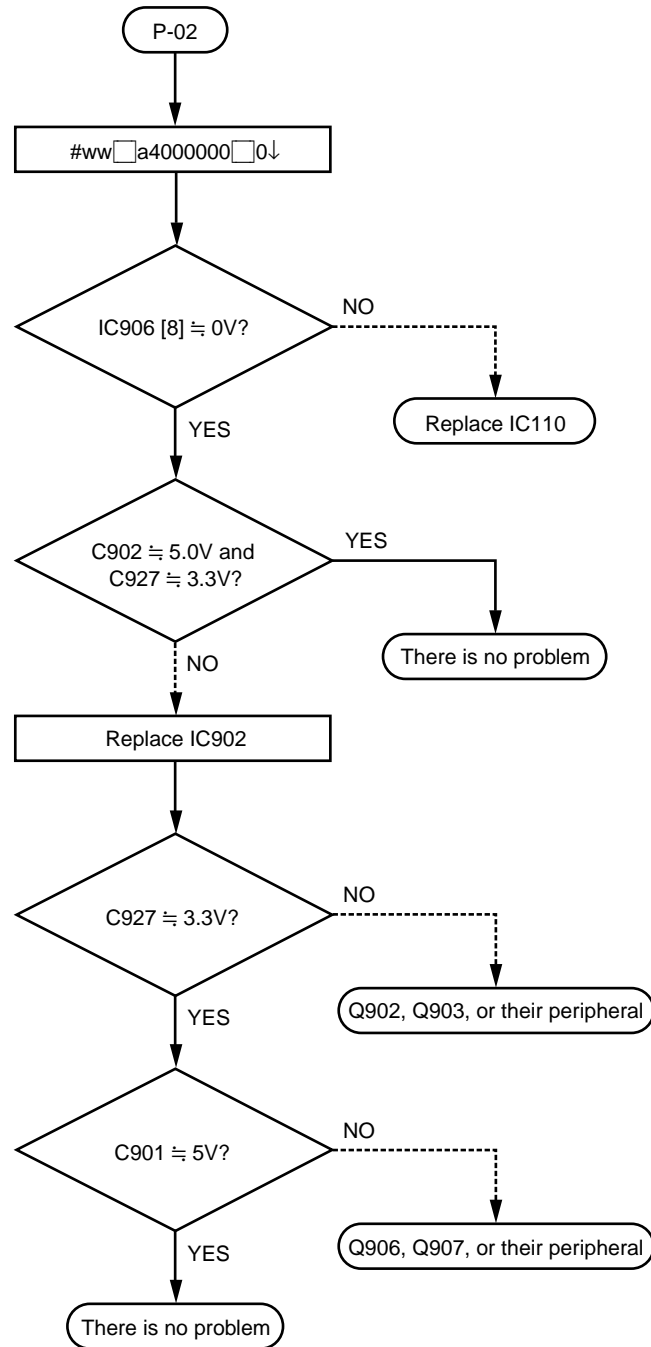 P-02
#ww□a4000000□0↓
IC906 [8] ≒ 0V?
NO
Replace IC110
YES
C902 ≒ 5.0V and
C927 ≒ 3.3V?
YES
There is no problem
NO
Replace IC902
C927 ≒ 3.3V?
NO
Q902, Q903, or their peripheral
YES
C901 ≒ 5V?
NO
Q906, Q907, or their peripheral
YES
There is no problem